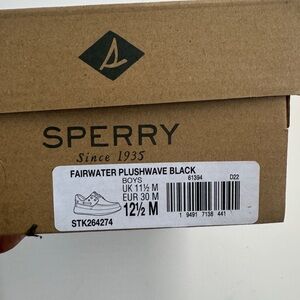 SPERRY
Since 1935
FAIRWATER PLUSHWAVE BLACK
BOYS 61394 D22
UK 11½ M
EUR 30 M
12½ M
STK264274 1 9491 7138 441